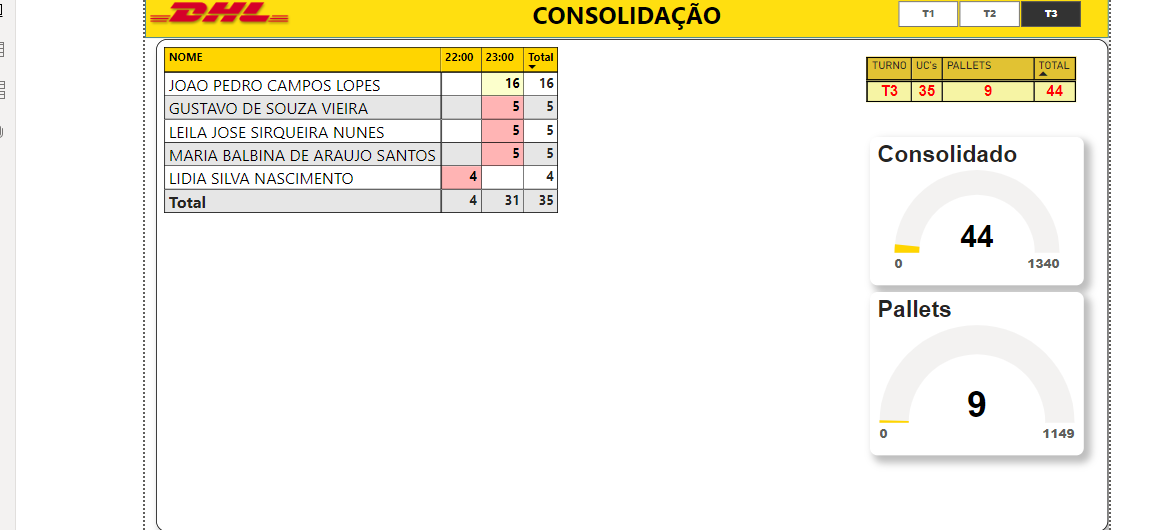 DHL
CONSOLIDAÇÃO
T1 T2 T3
NOME 22:00 23:00 Total
JOAO PEDRO CAMPOS LOPES 16 16
GUSTAVO DE SOUZA VIEIRA 5 5
LEILA JOSE SIRQUEIRA NUNES 5 5
MARIA BALBINA DE ARAUJO SANTOS 5 5
LIDIA SILVA NASCIMENTO 4 4
Total 4 31 35
TURNO UC's PALLETS TOTAL
T3 35 9 44
Consolidado
44
0 1340
Pallets
9
0 1149